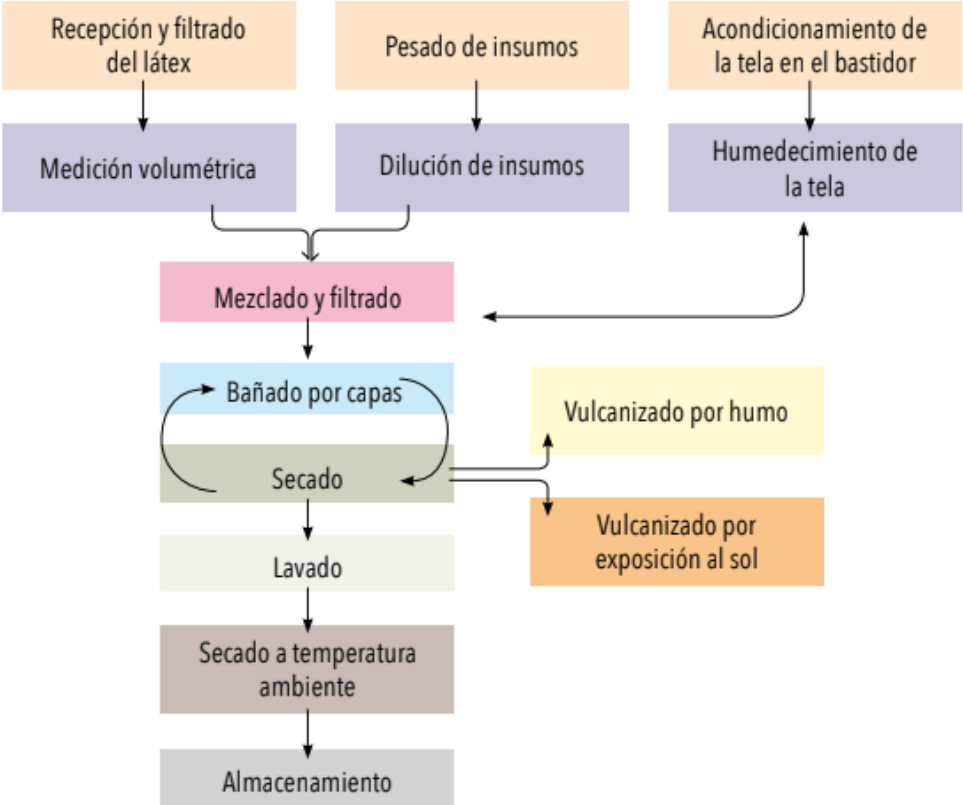 Recepción y filtrado
del látex
Pesado de insumos
Acondicionamiento de
la tela en el bastidor
Medición volumétrica
Dilución de insumos
Humedecimiento de
la tela
Mezclado y filtrado
Bañado por capas
Vulcanizado por humo
Secado
Vulcanizado por
exposición al sol
Lavado
Secado a temperatura
ambiente
Almacenamiento